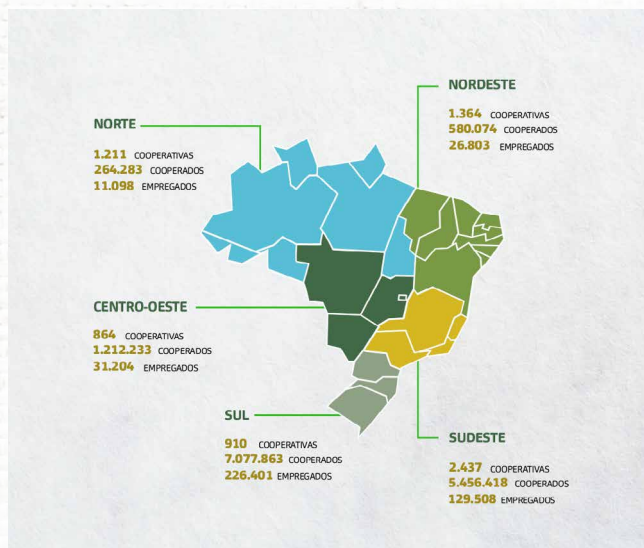 NORDESTE
1.364 COOPERATIVAS
580.074 COOPERADOS
26.803 EMPREGADOS
NORTE
1.211 COOPERATIVAS
264.283 COOPERADOS
11.098 EMPREGADOS
CENTRO-OESTE
864 COOPERATIVAS
1.212.233 COOPERADOS
31.204 EMPREGADOS
SUL
910 COOPERATIVAS
7.077.863 COOPERADOS
226.401 EMPREGADOS
SUDESTE
2.437 COOPERATIVAS
5.456.418 COOPERADOS
129.508 EMPREGADOS